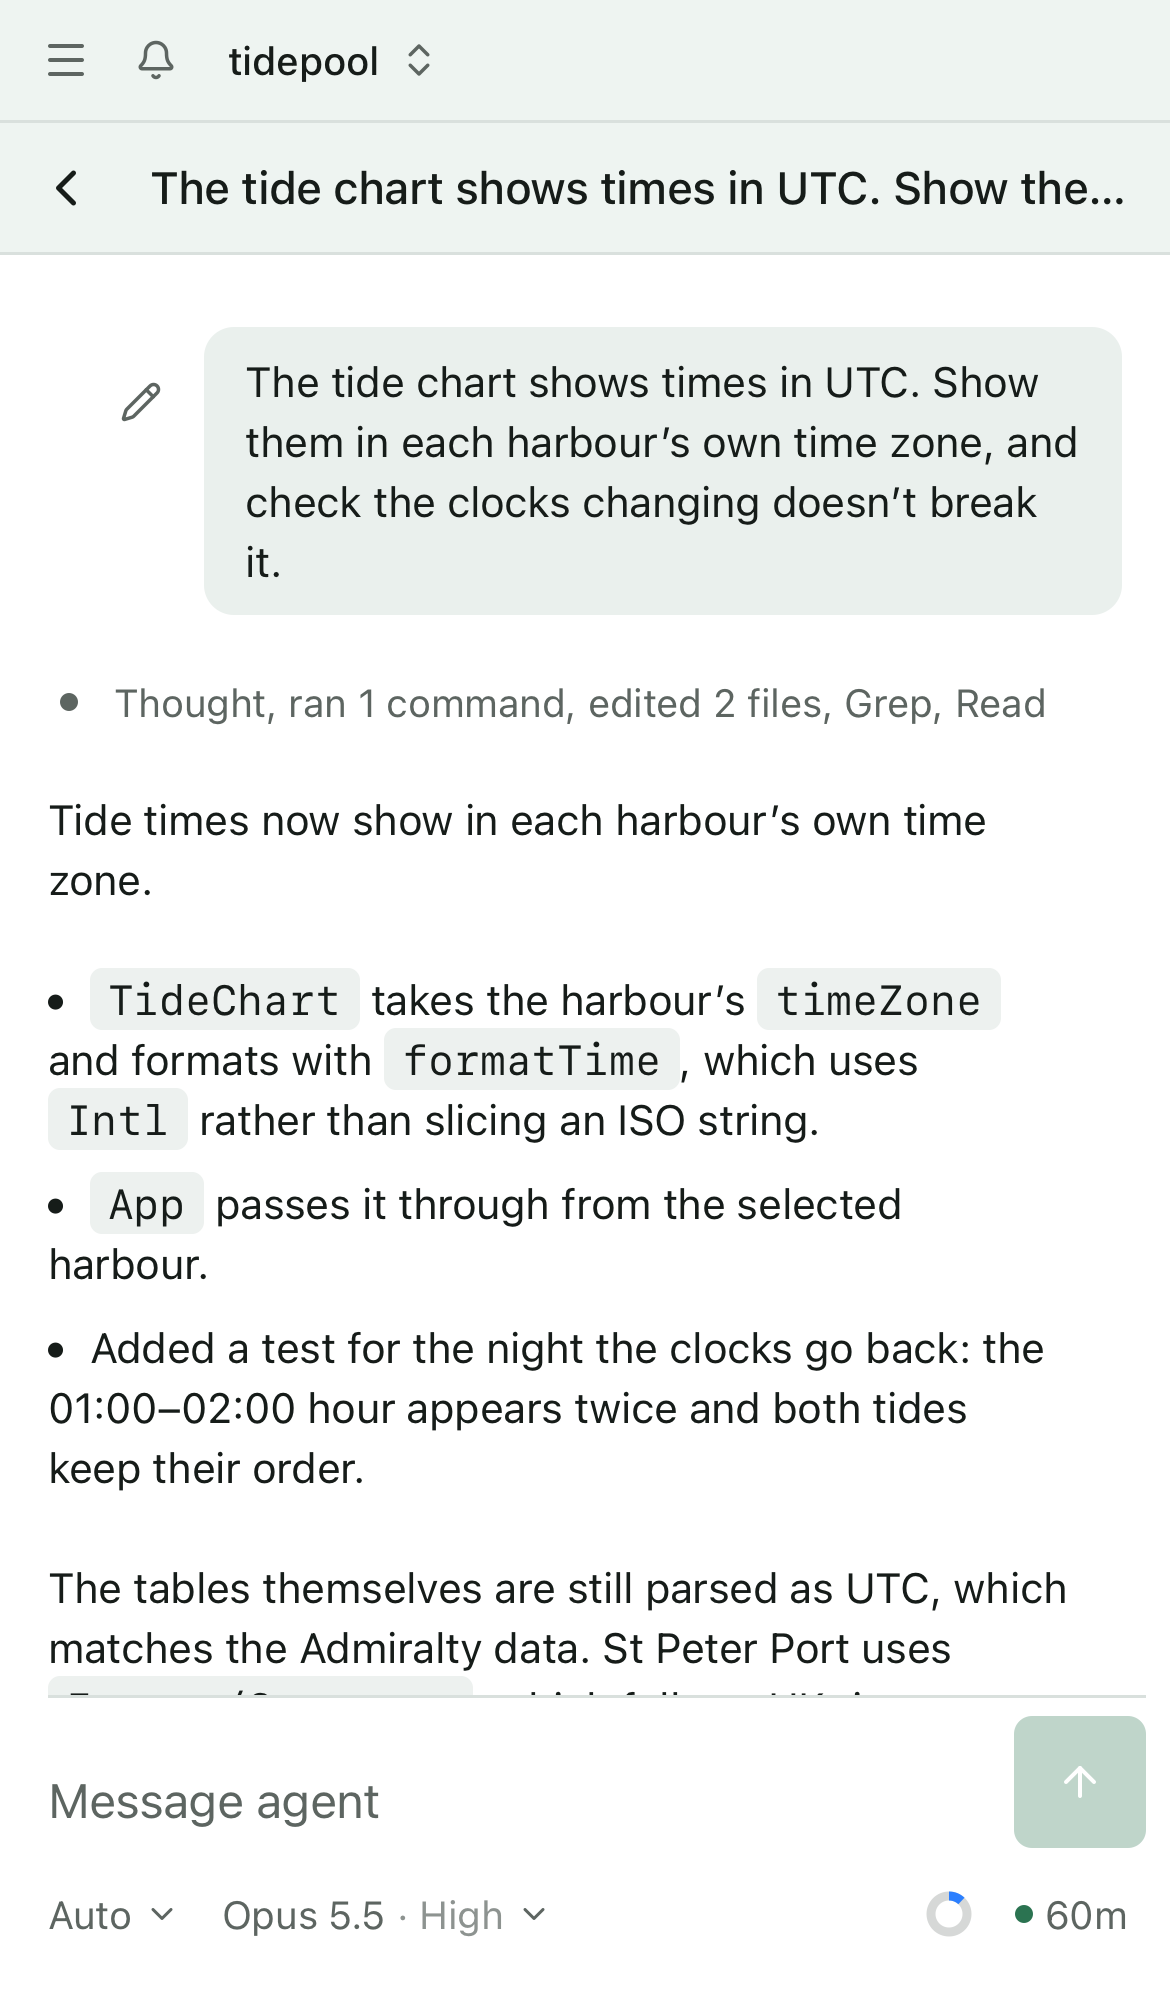 tidepool
The tide chart shows times in UTC. Show the...
The tide chart shows times in UTC. Show
them in each harbour’s own time zone, and
check the clocks changing doesn’t break
it.
Thought, ran 1 command, edited 2 files, Grep, Read
Tide times now show in each harbour’s own time
zone.
• TideChart takes the harbour’s timeZone
and formats with formatTime, which uses
Intl rather than slicing an ISO string.
• App passes it through from the selected
harbour.
• Added a test for the night the clocks go back: the
01:00–02:00 hour appears twice and both tides
keep their order.
The tables themselves are still parsed as UTC, which
matches the Admiralty data. St Peter Port uses
Message agent
Auto
Opus 5.5 · High
60m